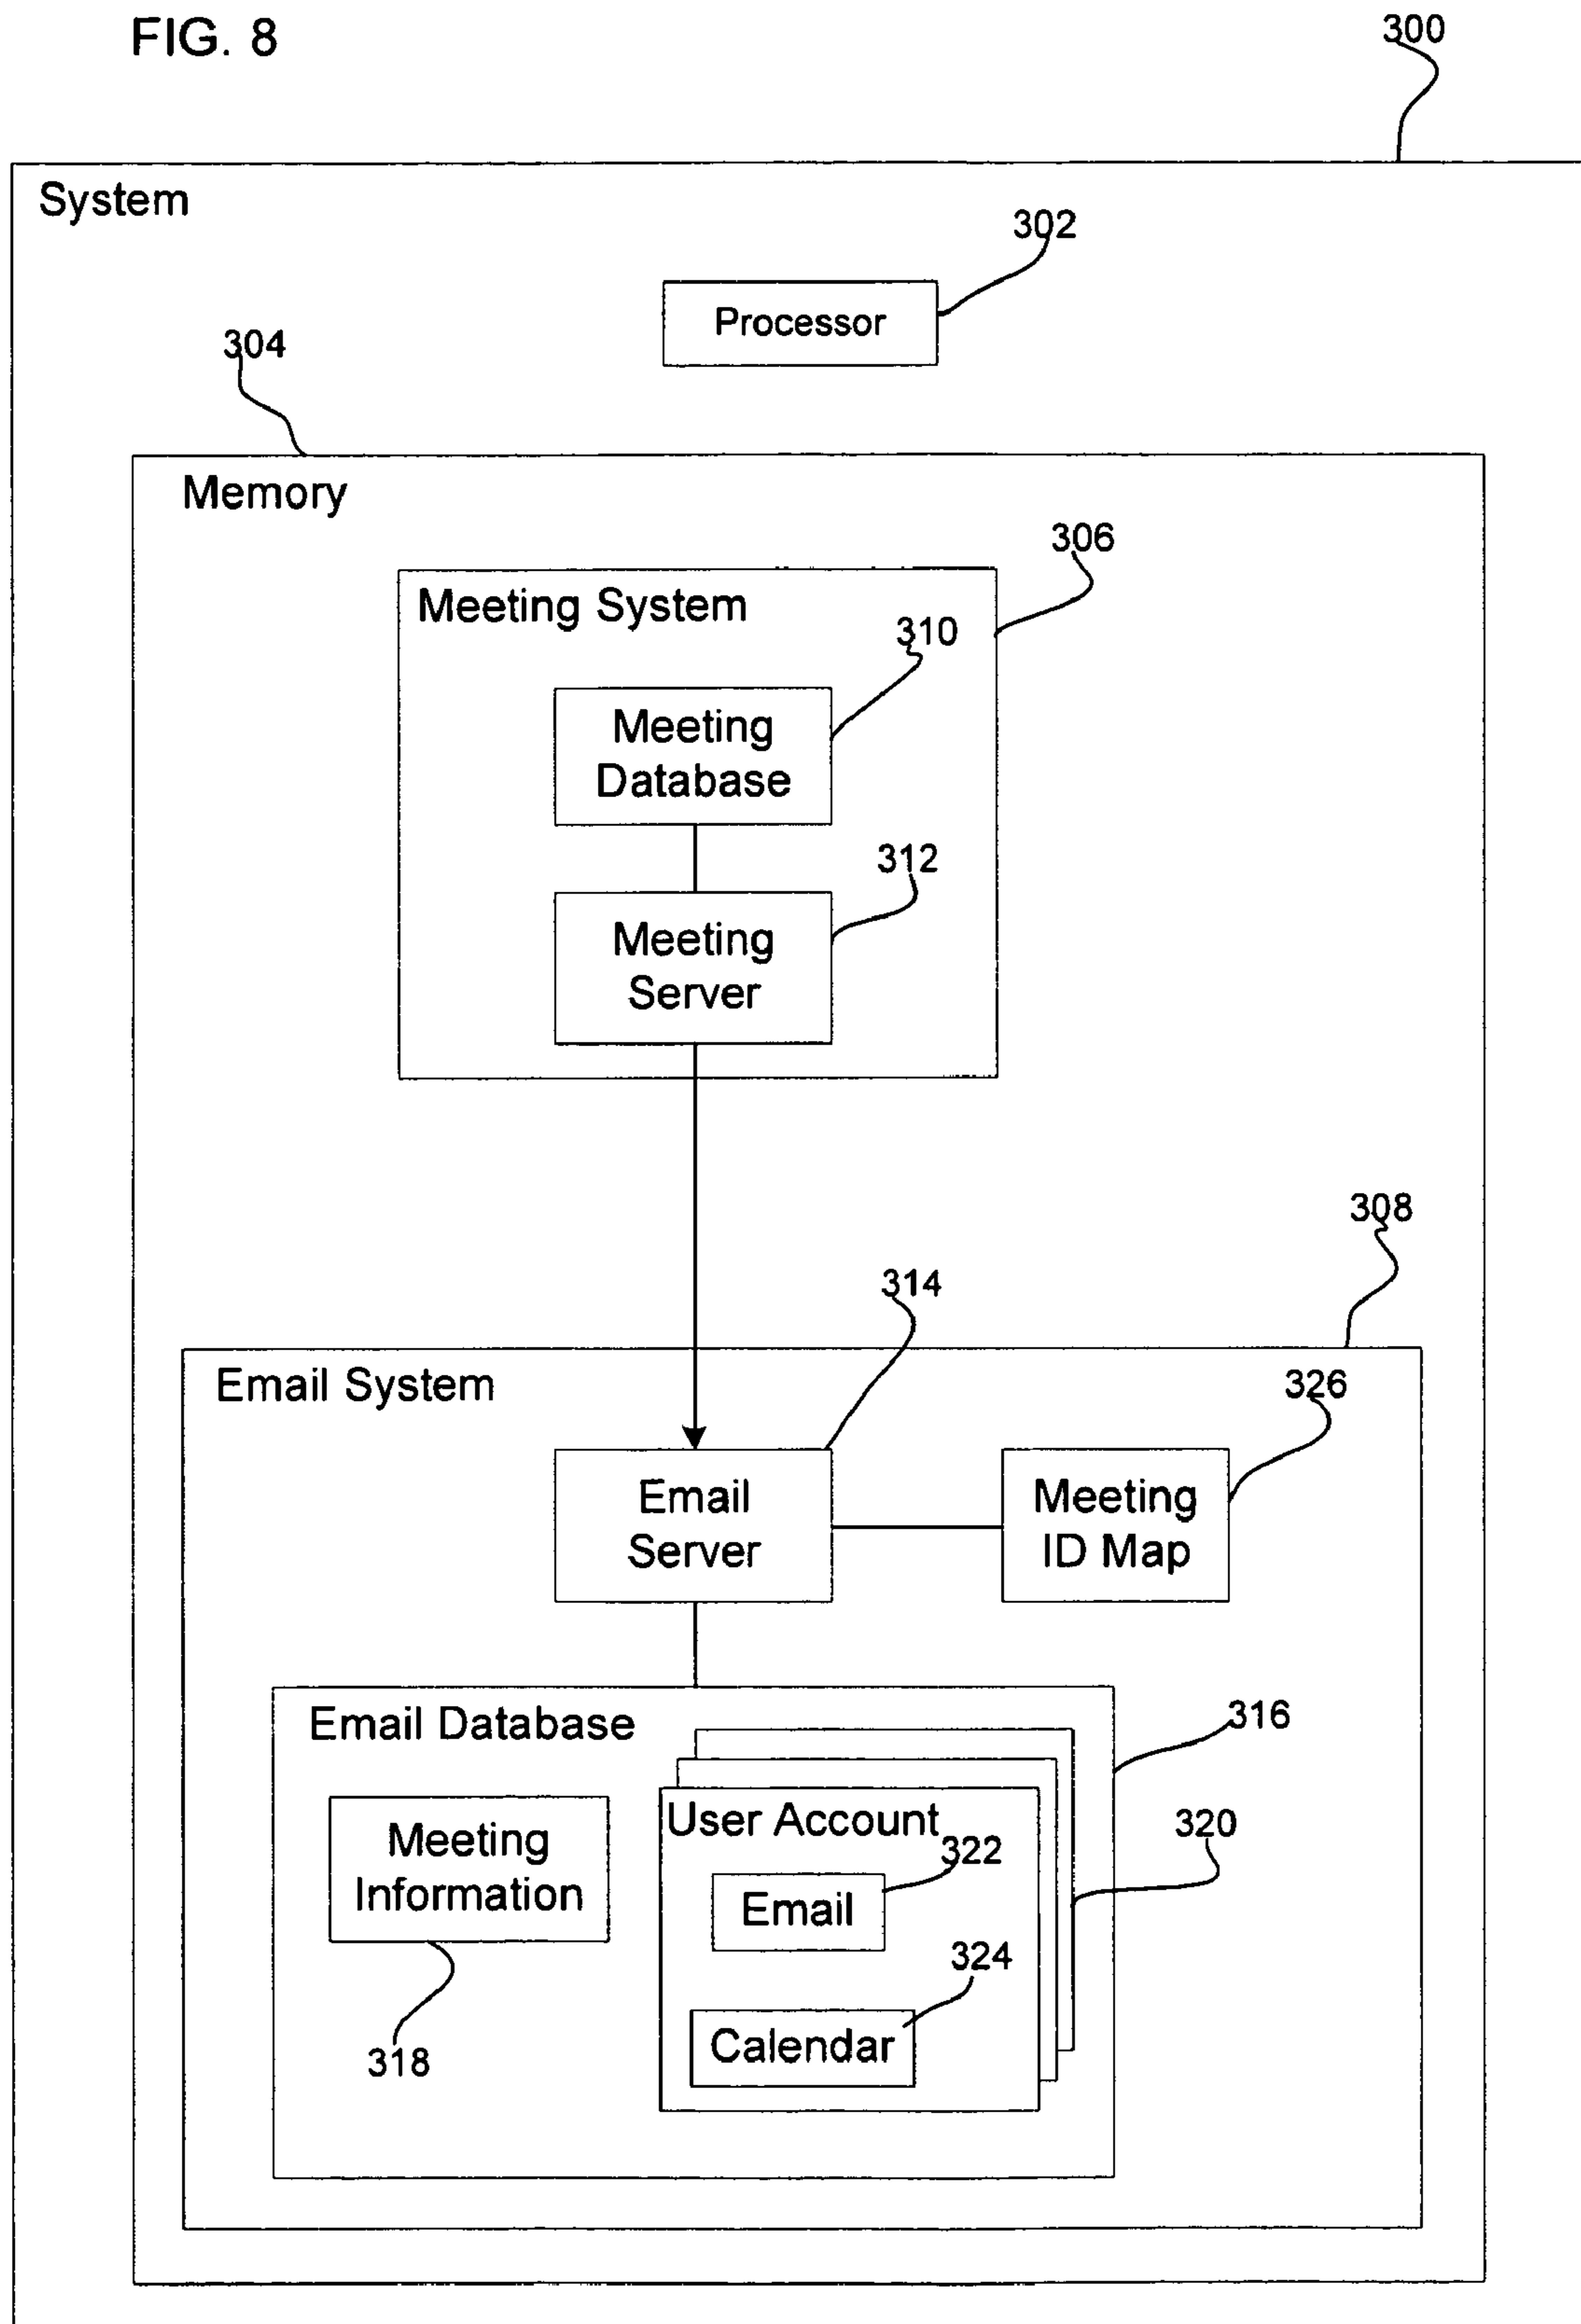 FIG. 8
300
System
302
Processor
304
Memory
306
Meeting System
310
Meeting
Database
312
Meeting
Server
308
314
Email System
326
Email
Server
Meeting
ID Map
Email Database
316
User Account
320
Meeting
Information
322
Email
324
Calendar
318